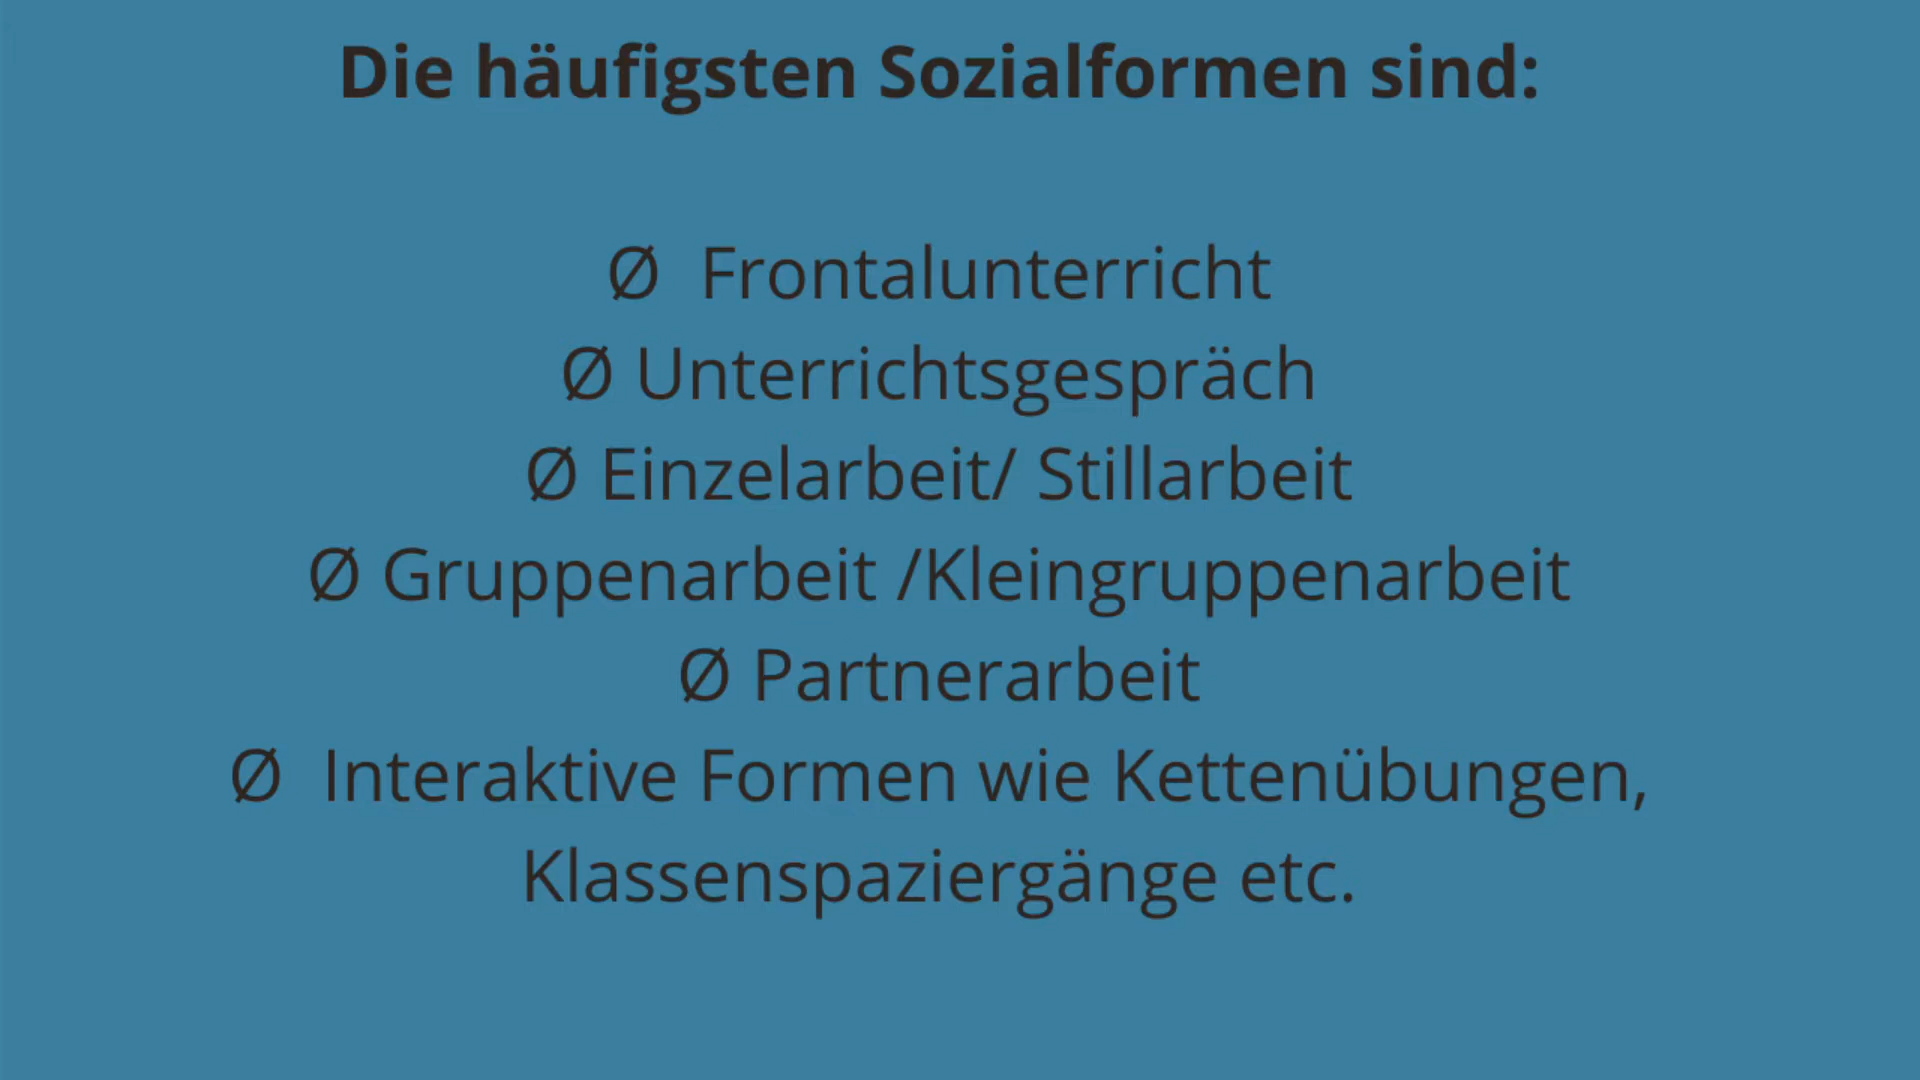 Die häufigsten Sozialformen sind:
Ø Frontalunterricht
Ø Unterrichtsgespräch
Ø Einzelarbeit/ Stillarbeit
Ø Gruppenarbeit /Kleingruppenarbeit
Ø Partnerarbeit
Ø Interaktive Formen wie Kettenübungen,
Klassenspaziergänge etc.